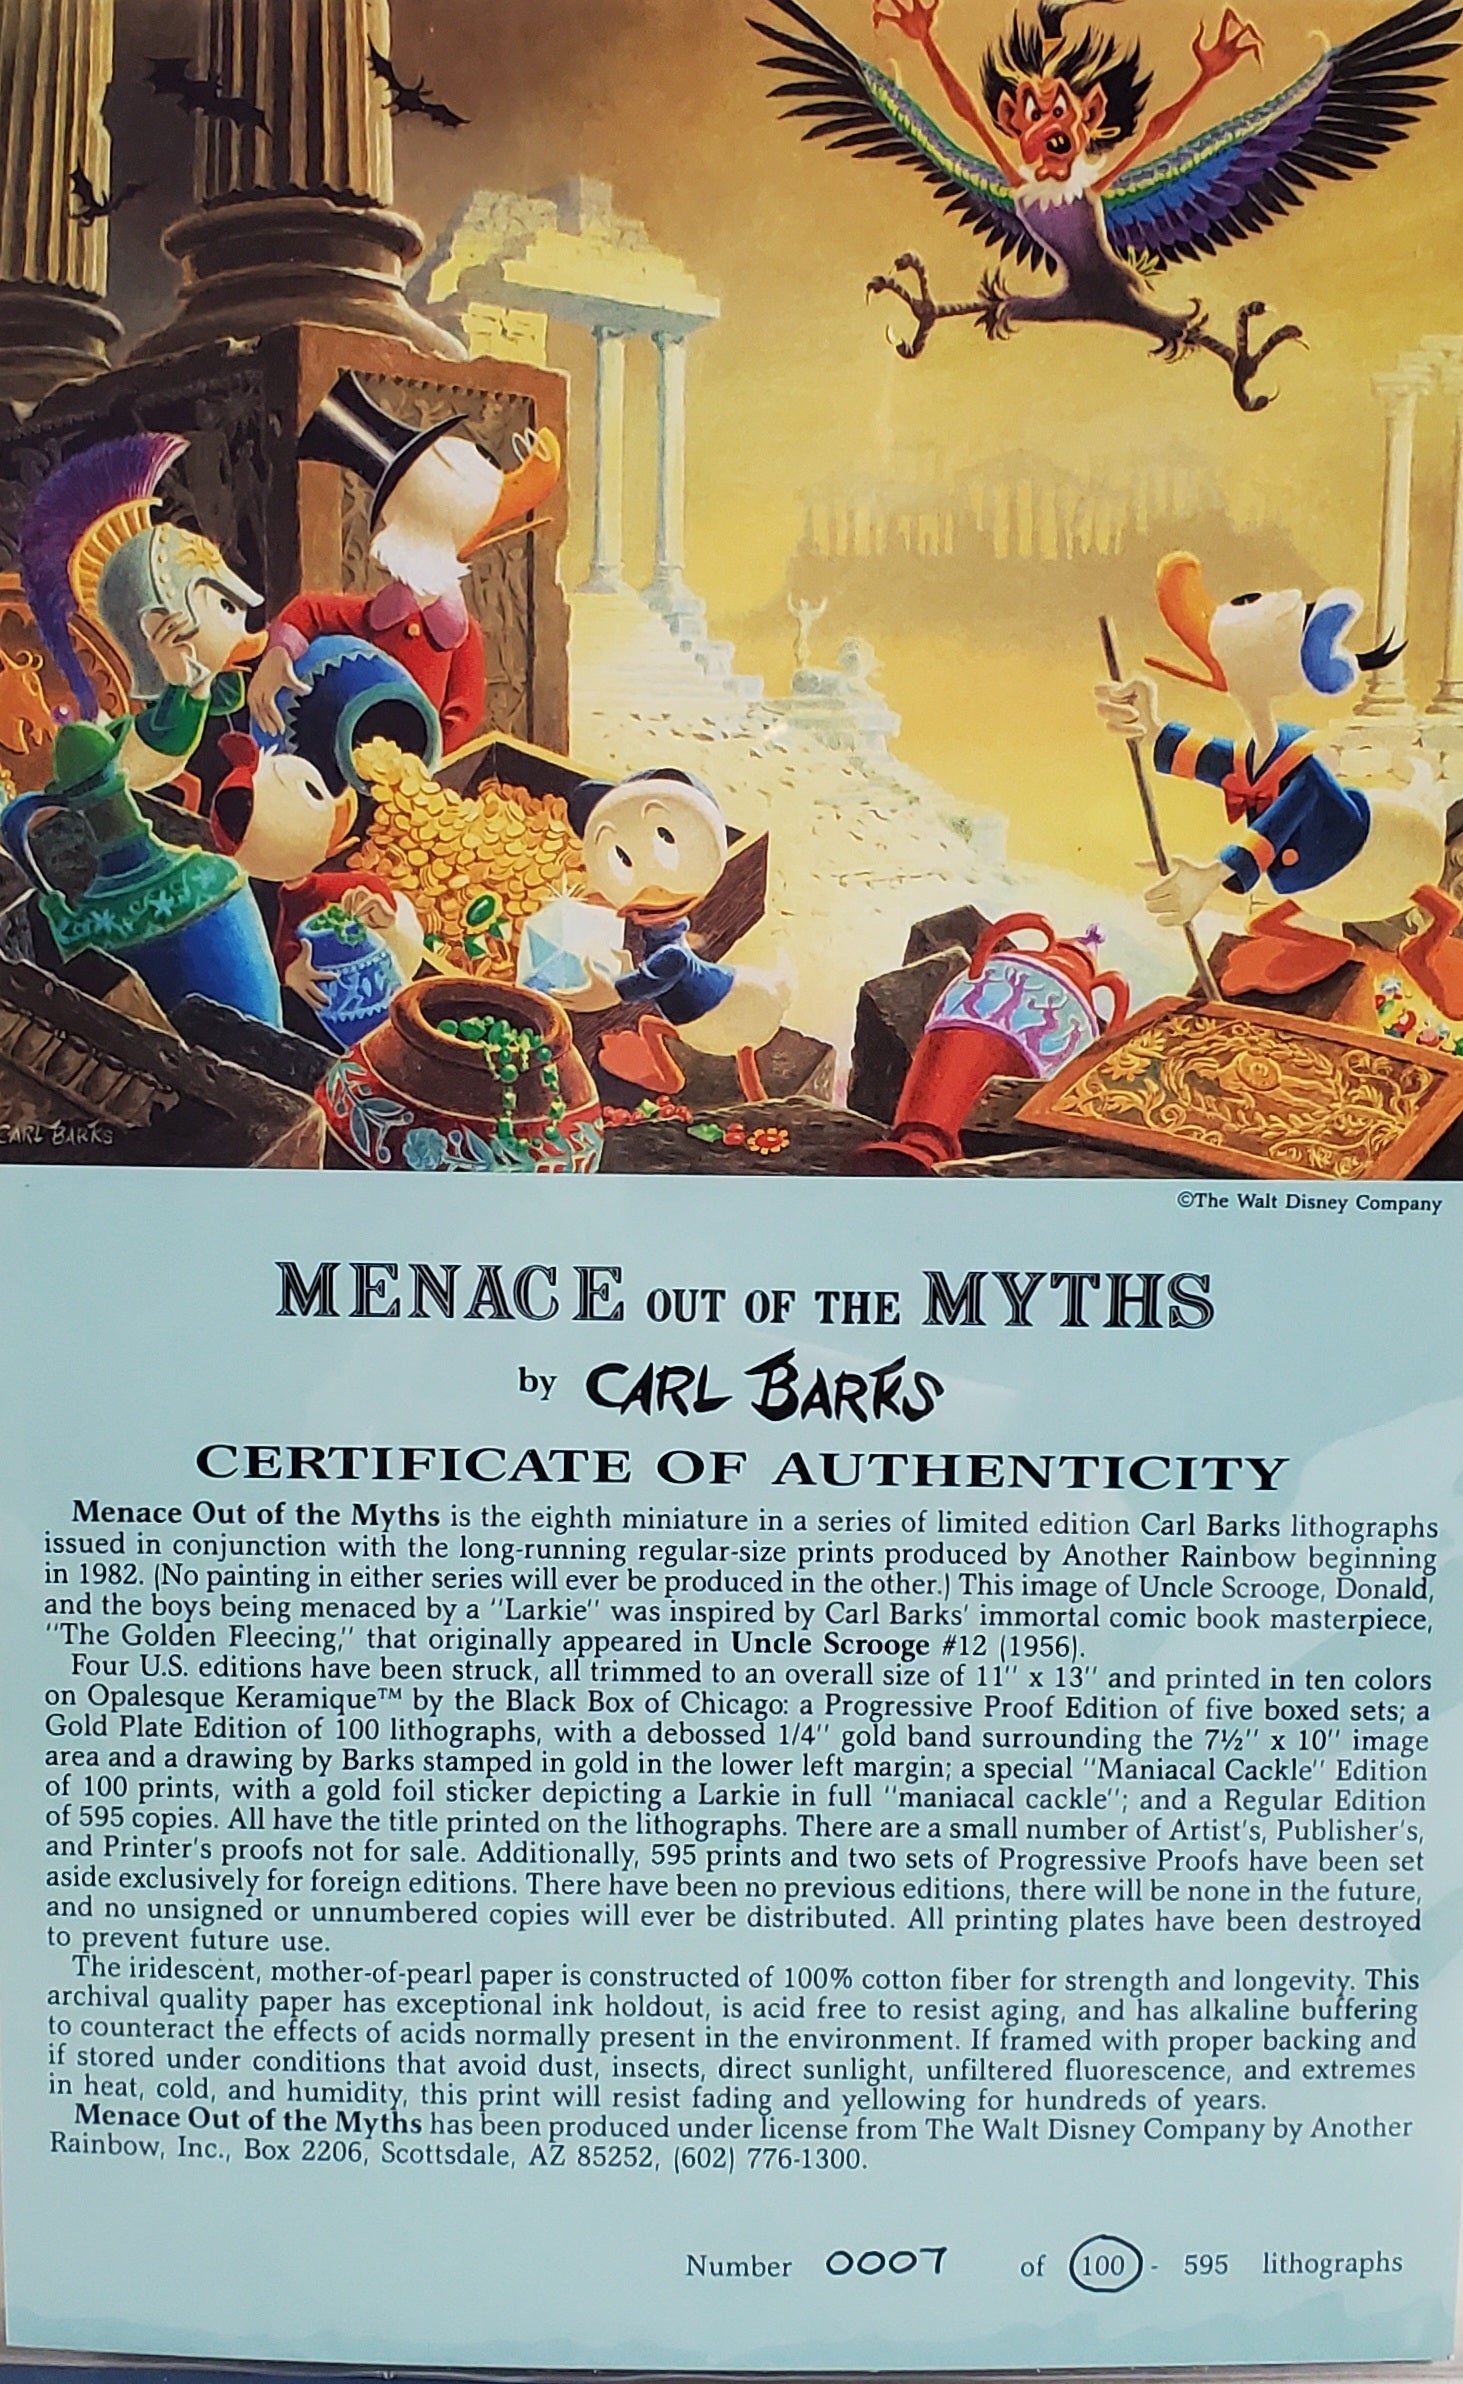 CARL BARKS
©The Walt Disney Company
MENACE OUT OF THE MYTHS
by CARL BARKS
CERTIFICATE OF AUTHENTICITY
Menace Out of the Myths is the eighth miniature in a series of limited edition Carl Barks lithographs
issued in conjunction with the long-running regular-size prints produced by Another Rainbow beginning
in 1982. (No painting in either series will ever be produced in the other.) This image of Uncle Scrooge, Donald,
and the boys being menaced by a "Larkie" was inspired by Carl Barks' immortal comic book masterpiece,
"The Golden Fleecing," that originally appeared in Uncle Scrooge #12 (1956).
Four U.S. editions have been struck, all trimmed to an overall size of 11" x 13" and printed in ten colors
on Opalesque Keramique™ by the Black Box of Chicago: a Progressive Proof Edition of five boxed sets; a
Gold Plate Edition of 100 lithographs, with a debossed 1/4" gold band surrounding the 7½" x 10" image
area and a drawing by Barks stamped in gold in the lower left margin; a special "Maniacal Cackle" Edition
of 100 prints, with a gold foil sticker depicting a Larkie in full "maniacal cackle"; and a Regular Edition
of 595 copies. All have the title printed on the lithographs. There are a small number of Artist's, Publisher's,
and Printer's proofs not for sale. Additionally, 595 prints and two sets of Progressive Proofs have been set
aside exclusively for foreign editions. There have been no previous editions, there will be none in the future,
and no unsigned or unnumbered copies will ever be distributed. All printing plates have been destroyed
to prevent future use.
The iridescent, mother-of-pearl paper is constructed of 100% cotton fiber for strength and longevity. This
archival quality paper has exceptional ink holdout, is acid free to resist aging, and has alkaline buffering
to counteract the effects of acids normally present in the environment. If framed with proper backing and
if stored under conditions that avoid dust, insects, direct sunlight, unfiltered fluorescence, and extremes
in heat, cold, and humidity, this print will resist fading and yellowing for hundreds of years.
Menace Out of the Myths has been produced under license from The Walt Disney Company by Another
Rainbow, Inc., Box 2206, Scottsdale, AZ 85252, (602) 776-1300.
Number 0007 of 100 - 595 lithographs